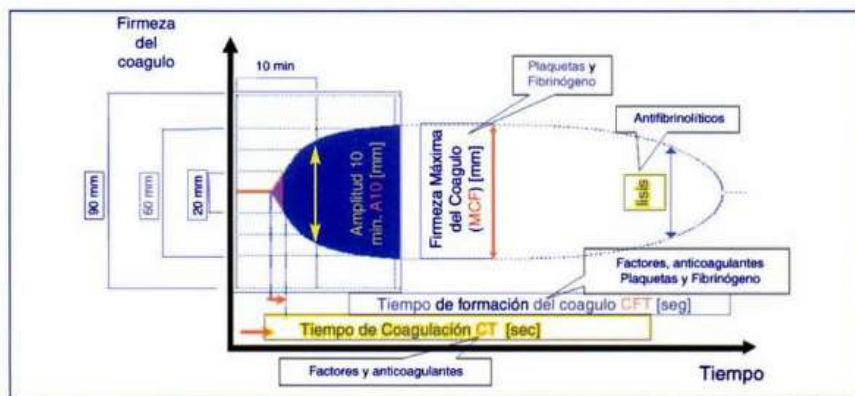 Firmeza
del
coagulo
10 min
Plaquetas y
Fibrinógeno
Antifibrinolíticos
90 mm
60 mm
20 mm
Amplitud 10
min. A10 [mm]
Firmeza Máxima
del Coagulo
(MCF) [mm]
lisis
Factores, anticoagulantes
Plaquetas y Fibrinógeno
Tiempo de formación del coagulo CFT [seg]
Tiempo de Coagulación CT [sec]
Factores y anticoagulantes
Tiempo